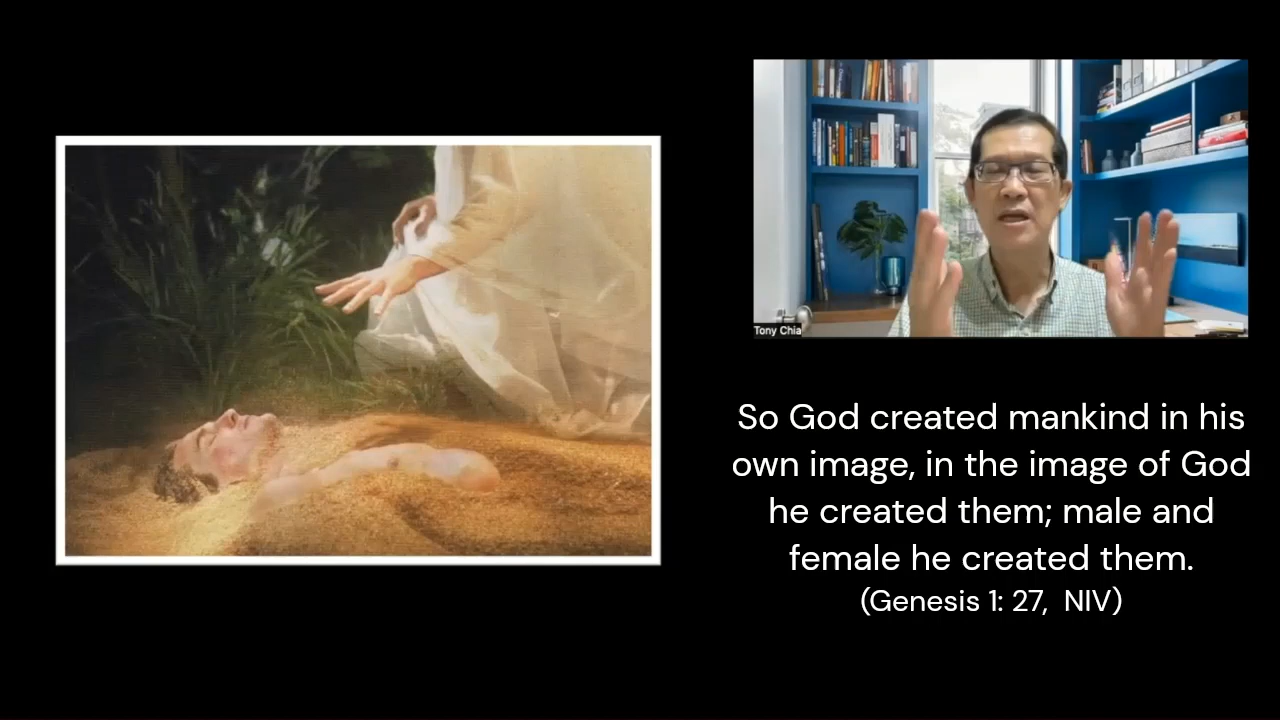 Tony Chia
So God created mankind in his
own image, in the image of God
he created them; male and
female he created them.
(Genesis 1: 27, NIV)